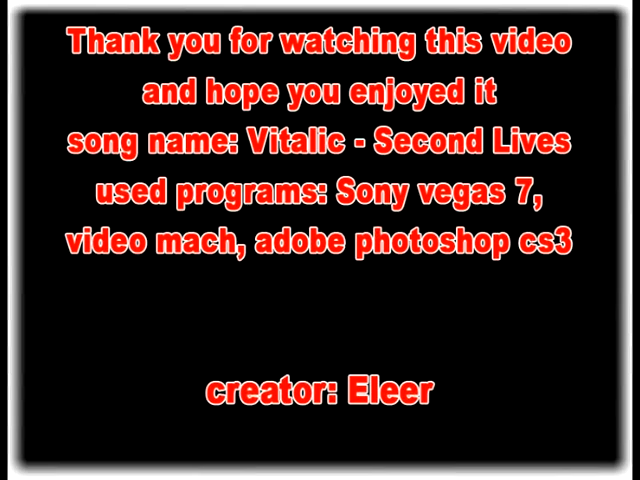 Thank you for watching this video
and hope you enjoyed it
song name: Vitalic - Second Lives
used programs: Sony vegas 7,
video mach, adobe photoshop cs3
creator: Eleer